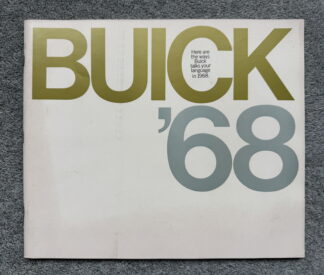 BUICK
Here are
the ways
Buick
talks your
language
in 1968.
'68